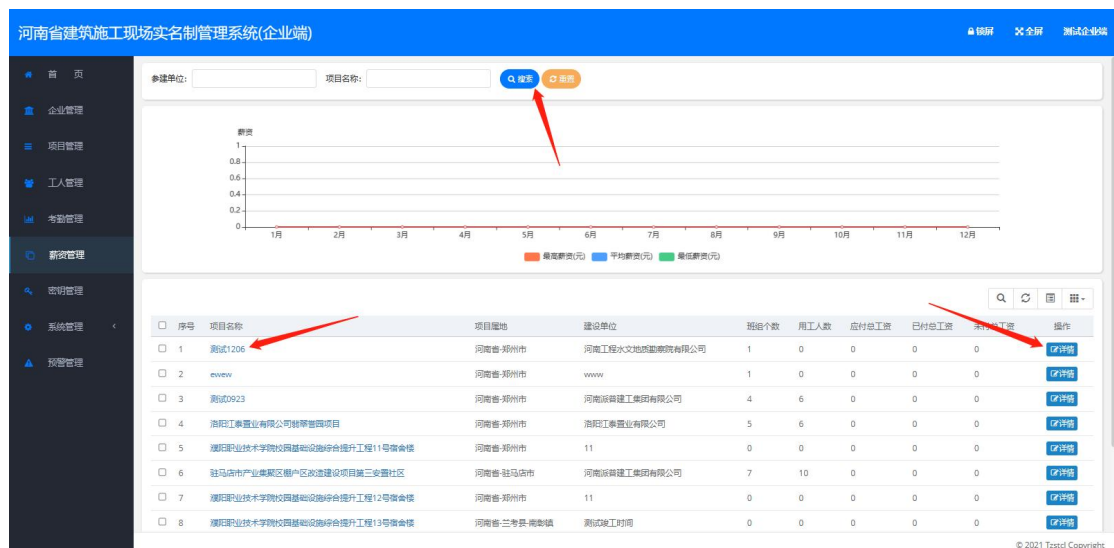 河南省建筑施工现场实名制管理系统(企业端)
锁屏 全屏 测试企业端
首 页
企业管理
项目管理
工人管理
考勤管理
薪资管理
密钥管理
系统管理
预警管理
参建单位: 项目名称: 搜索 重置
薪资
1
0.8
0.6
0.4
0.2
0
1月 2月 3月 4月 5月 6月 7月 8月 9月 10月 11月 12月
最高薪资(元) 平均薪资(元) 最低薪资(元)
序号 项目名称 项目属地 建设单位 班组个数 用工人数 应付总工资 已付总工资 未付总工资 操作
1 测试1206 河南省-郑州市 河南工程水文地质勘察院有限公司 1 0 0 0 0 详情
2 ewew 河南省-郑州市 www 1 0 0 0 0 详情
3 测试0923 河南省-郑州市 河南派普建工集团有限公司 4 6 0 0 0 详情
4 洛阳江泰置业有限公司翡翠誉园项目 河南省-郑州市 洛阳江泰置业有限公司 5 6 0 0 0 详情
5 濮阳职业技术学院校园基础设施综合提升工程11号宿舍楼 河南省-郑州市 11 0 0 0 0 0 详情
6 驻马店市产业集聚区棚户区改造建设项目第三安置社区 河南省-驻马店市 河南派普建工集团有限公司 7 10 0 0 0 详情
7 濮阳职业技术学院校园基础设施综合提升工程12号宿舍楼 河南省-郑州市 11 0 0 0 0 0 详情
8 濮阳职业技术学院校园基础设施综合提升工程13号宿舍楼 河南省-兰考县-南彰镇 测试竣工时间 0 0 0 0 0 详情
© 2021 Tzstcl Copyright